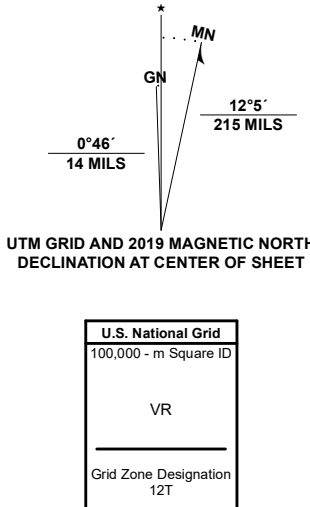 MN
GN
12°5´
215 MILS
0°46´
14 MILS
UTM GRID AND 2019 MAGNETIC NORTH
DECLINATION AT CENTER OF SHEET
U.S. National Grid
100,000 - m Square ID
VR
Grid Zone Designation
12T